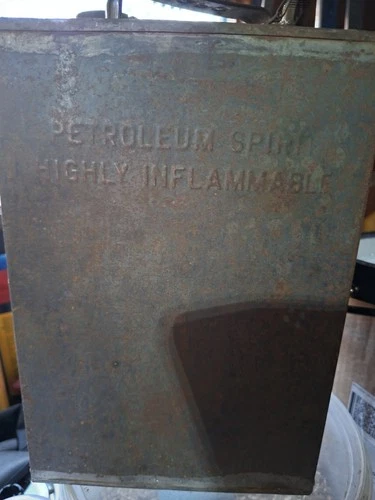 PETROLEUM SPIRIT
HIGHLY INFLAMMABLE